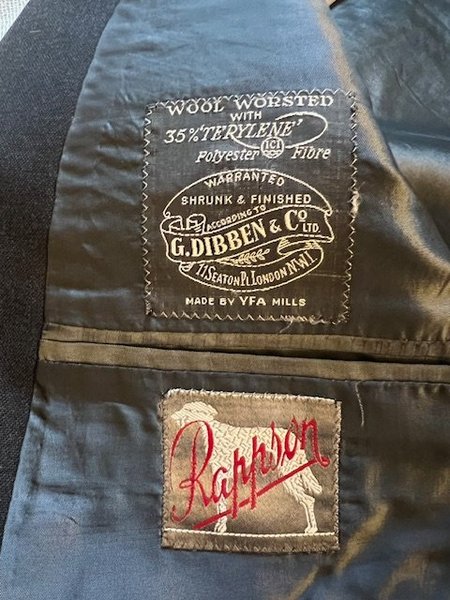 WOOL WORSTED
WITH
35% 'TERYLENE'
Polyester ICI Fibre
WARRANTED
SHRUNK & FINISHED
ACCORDING TO
G. DIBBEN & Co LTD.
11 SEATON Pl. LONDON NW1
MADE BY YFA MILLS
Rappson